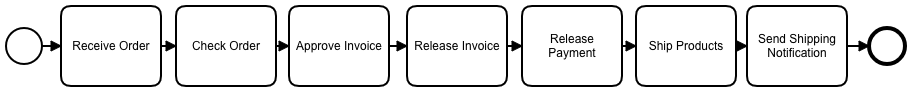 Receive Order
Check Order
Approve Invoice
Release Invoice
Release
Payment
Ship Products
Send Shipping
Notification